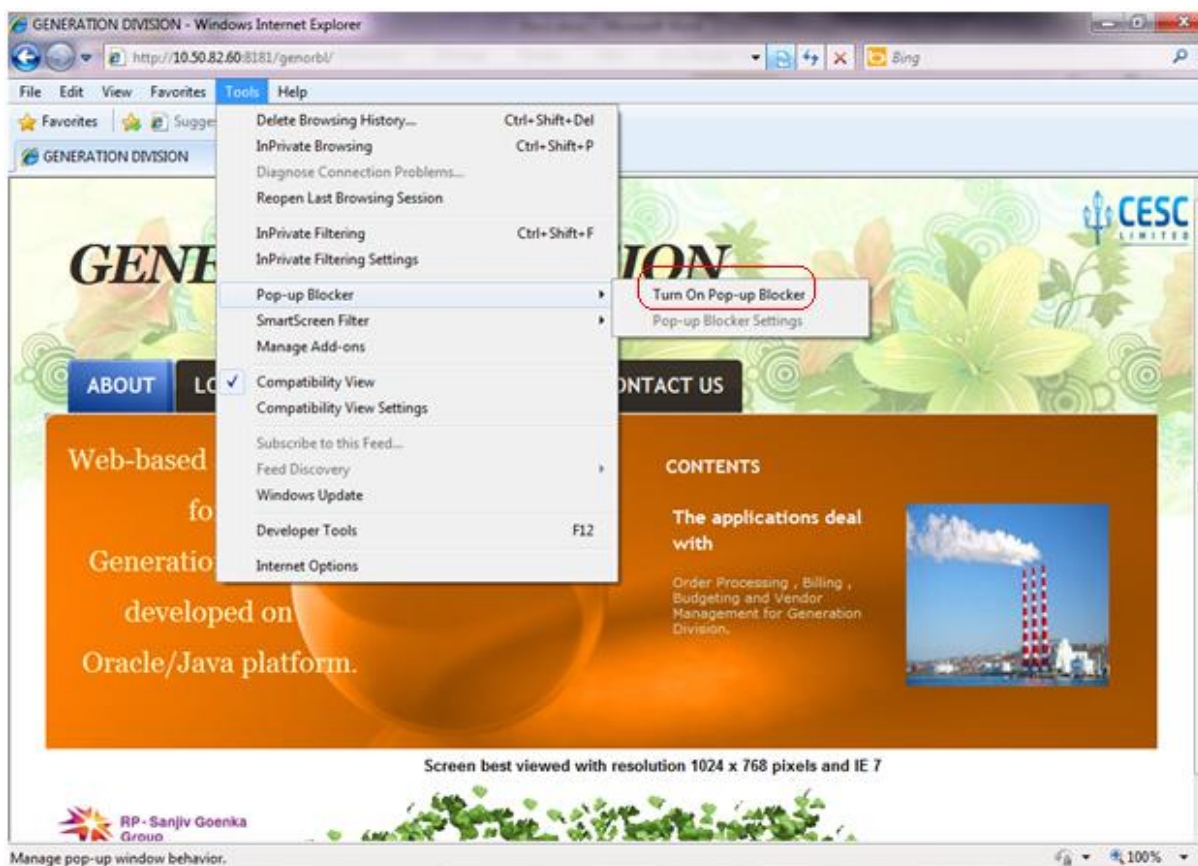 GENERATION DIVISION - Windows Internet Explorer
http://10.50.82.60:8181/genorbl/
Bing
File Edit View Favorites Tools Help
Favorites Sugge
GENERATION DIVISION
Delete Browsing History... Ctrl+Shift+Del
InPrivate Browsing Ctrl+Shift+P
Diagnose Connection Problems...
Reopen Last Browsing Session
InPrivate Filtering Ctrl+Shift+F
InPrivate Filtering Settings
Pop-up Blocker
SmartScreen Filter
Manage Add-ons
Compatibility View
Compatibility View Settings
Subscribe to this Feed...
Feed Discovery
Windows Update
Developer Tools F12
Internet Options
Turn On Pop-up Blocker
Pop-up Blocker Settings
CESC
LIMITED
GENE ION
ABOUT LO ONTACT US
Web-based
fo
Generatio
developed on
Oracle/Java platform.
CONTENTS
The applications deal
with
Order Processing , Billing ,
Budgeting and Vendor
Management for Generation
Division.
Screen best viewed with resolution 1024 x 768 pixels and IE 7
RP-Sanjiv Goenka
Group
Manage pop-up window behavior.
100%